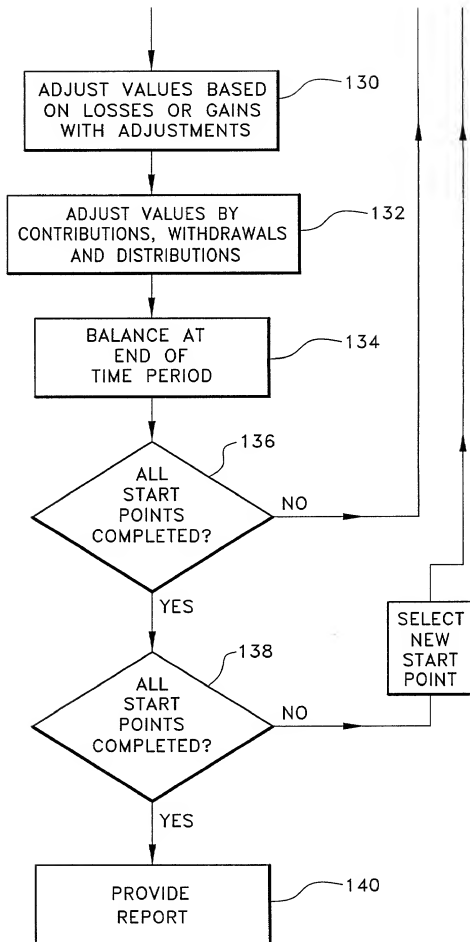 ADJUST VALUES BASED
ON LOSSES OR GAINS
WITH ADJUSTMENTS
130
ADJUST VALUES BY
CONTRIBUTIONS, WITHDRAWALS
AND DISTRIBUTIONS
132
BALANCE AT
END OF
TIME PERIOD
134
136
ALL
START
POINTS
COMPLETED?
NO
YES
SELECT
NEW
START
POINT
138
ALL
START
POINTS
COMPLETED?
NO
YES
PROVIDE
REPORT
140